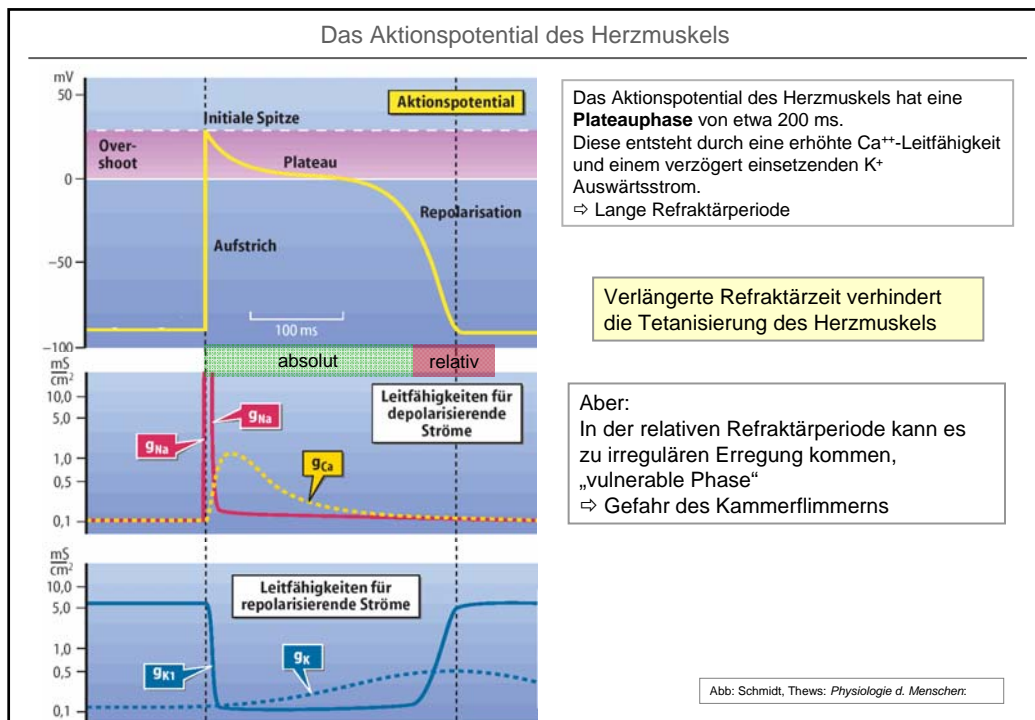 Das Aktionspotential des Herzmuskels
mV
50
Aktionspotential
Initiale Spitze
Over-
shoot
Plateau
0
Repolarisation
Aufstrich
−50
100 ms
−100
absolut
relativ
mS
cm²
10,0
5,0
1,0
0,5
0,1
Leitfähigkeiten für
depolarisierende
Ströme
gNa
gNa
gCa
mS
cm²
10,0
5,0
1,0
0,5
0,1
Leitfähigkeiten für
repolarisierende Ströme
gK1
gK
Das Aktionspotential des Herzmuskels hat eine
Plateauphase von etwa 200 ms.
Diese entsteht durch eine erhöhte Ca⁺⁺-Leitfähigkeit
und einem verzögert einsetzenden K⁺
Auswärtsstrom.
⇨ Lange Refraktärperiode
Verlängerte Refraktärzeit verhindert
die Tetanisierung des Herzmuskels
Aber:
In der relativen Refraktärperiode kann es
zu irregulären Erregung kommen,
„vulnerable Phase“
⇨ Gefahr des Kammerflimmerns
Abb: Schmidt, Thews: Physiologie d. Menschen: